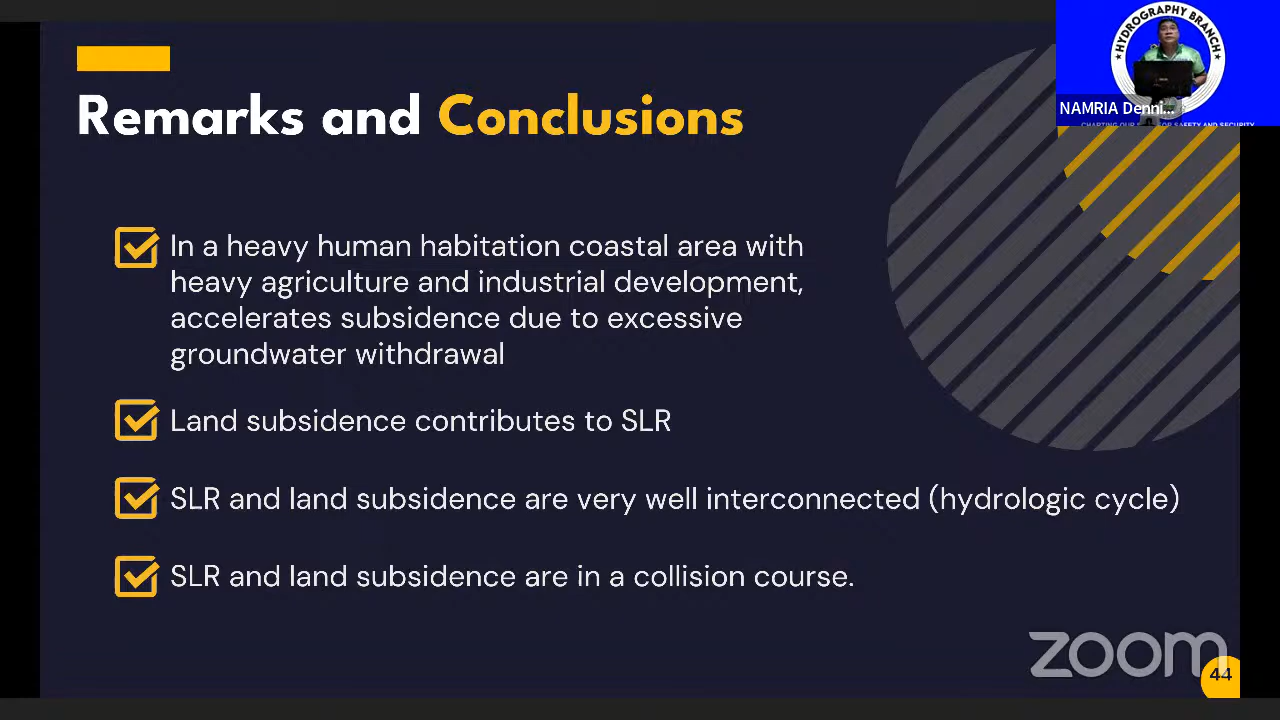 HYDROGRAPHY BRANCH
NAMRIA Denni...
Remarks and Conclusions
In a heavy human habitation coastal area with
heavy agriculture and industrial development,
accelerates subsidence due to excessive
groundwater withdrawal
Land subsidence contributes to SLR
SLR and land subsidence are very well interconnected (hydrologic cycle)
SLR and land subsidence are in a collision course.
zoom
44